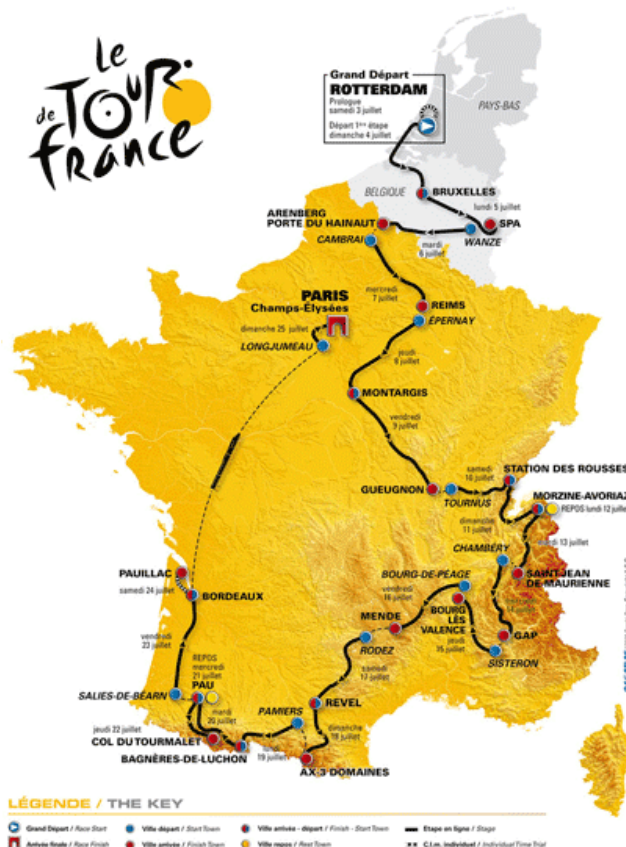 Le
de TOUR
france
Grand Départ
ROTTERDAM
Prologue
samedi 3 juillet
Départ 1ère étape
dimanche 4 juillet
PAYS-BAS
BELGIQUE
BRUXELLES
lundi 5 juillet
ARENBERG
PORTE DU HAINAUT
SPA
CAMBRAI
WANZE
mardi
6 juillet
mercredi
7 juillet
PARIS
Champs-Élysées
REIMS
dimanche 25 juillet
ÉPERNAY
LONGJUMEAU
jeudi
8 juillet
MONTARGIS
vendredi
9 juillet
samedi
10 juillet
STATION DES ROUSSES
GUEUGNON
TOURNUS
MORZINE-AVORIAZ
REPOS lundi 12 juillet
dimanche
11 juillet
mardi 13 juillet
CHAMBÉRY
PAUILLAC
SAINT-JEAN
DE-MAURIENNE
BOURG-DE-PÉAGE
samedi 24 juillet
vendredi
16 juillet
BORDEAUX
BOURG
LÈS
VALENCE
MENDE
GAP
jeudi
15 juillet
RODEZ
SISTERON
vendredi
23 juillet
REPOS
mercredi
21 juillet
samedi
17 juillet
PAU
SALIES-DE-BÉARN
mardi
20 juillet
REVEL
PAMIERS
jeudi 22 juillet
dimanche
18 juillet
COL DU TOURMALET
19 juillet
BAGNÈRES-DE-LUCHON
AX-3 DOMAINES
LÉGENDE / THE KEY
Grand Départ / Race Start
Ville départ / Start Town
Ville arrivée - départ / Finish - Start Town
Etape en ligne / Stage
Arrivée finale / Race Finish
Ville arrivée / Finish Town
Ville repos / Rest Town
C.l.m. individuel / Individual Time Trial